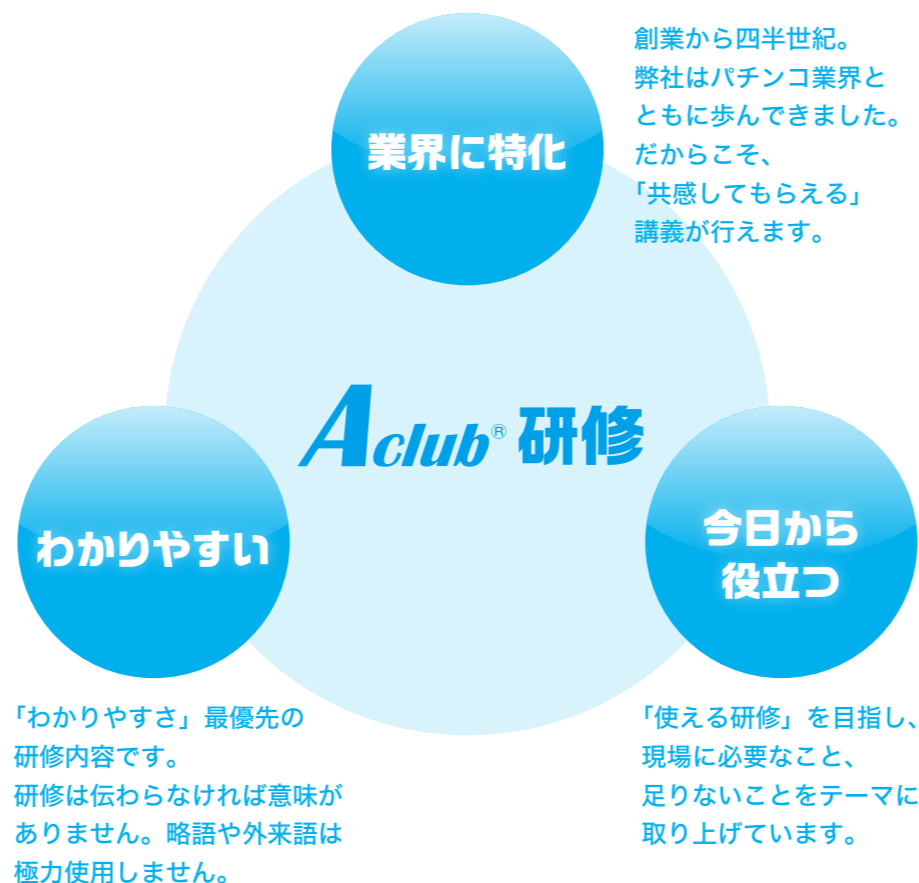 業界に特化
創業から四半世紀。
弊社はパチンコ業界と
ともに歩んできました。
だからこそ、
「共感してもらえる」
講義が行えます。
Aclub® 研修
わかりやすい
「わかりやすさ」最優先の
研修内容です。
研修は伝わらなければ意味が
ありません。略語や外来語は
極力使用しません。
今日から
役立つ
「使える研修」を目指し、
現場に必要なこと、
足りないことをテーマに
取り上げています。